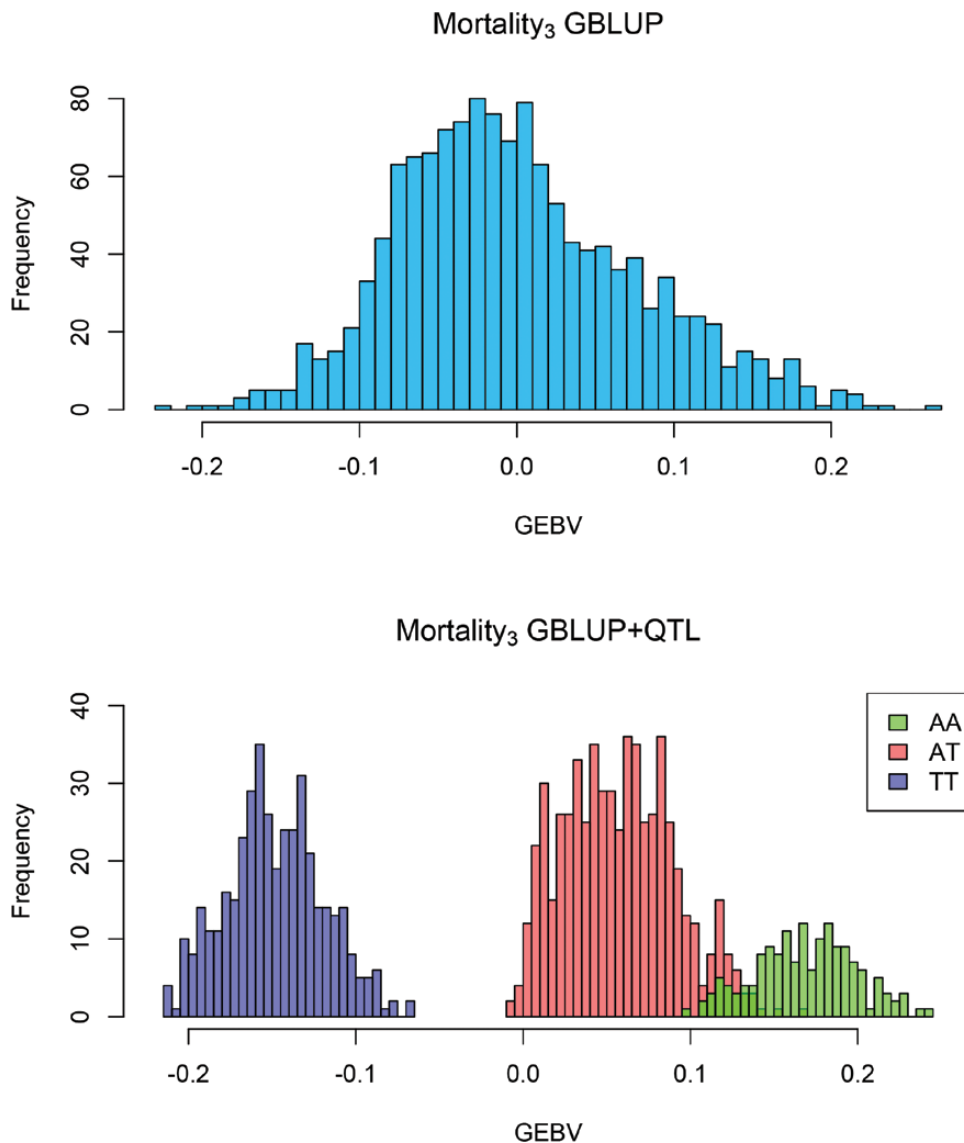 Mortality₃ GBLUP
80
60
40
20
0
Frequency
-0.2 -0.1 0.0 0.1 0.2
GEBV
Mortality₃ GBLUP+QTL
40
30
20
10
0
Frequency
AA
AT
TT
-0.2 -0.1 0.0 0.1 0.2
GEBV